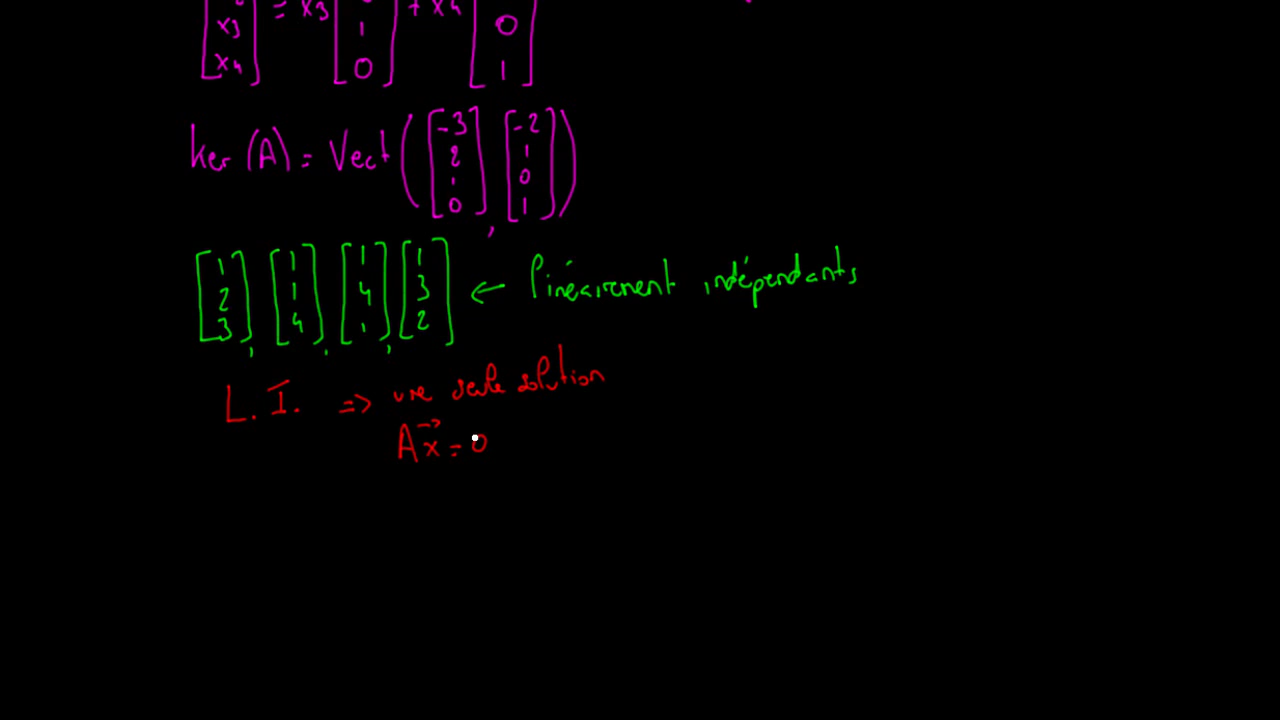 [x3 x4] = x3 [1 0] + x4 [0 1]
ker (A) = Vect ([-3 2 1 0], [-2 1 0 1])
[1 2 3], [1 1 4], [1 4 1], [1 3 2] ← linéairement indépendants
L. I. => une seule solution
Ax⃗ = 0